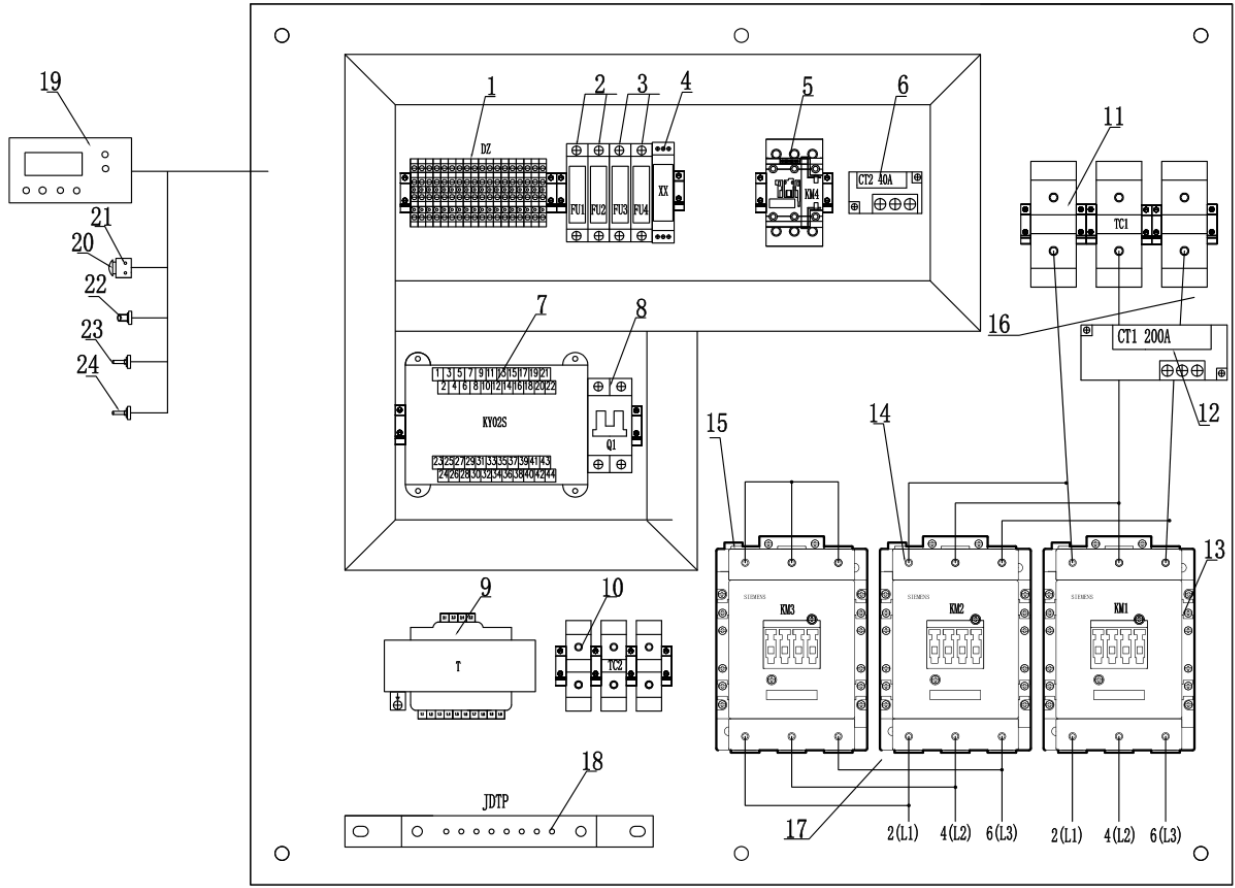 19
1
2
3
4
5
6
11
DZ
FU1
FU2
FU3
FU4
XX
KM4
CT2 40A
TC1
21
20
22
23
24
7
8
16
1 3 5 7 9 11 13 15 17 19 21
2 4 6 8 10 12 14 16 18 20 22
KY02S
Q1
23 25 27 29 31 33 35 37 39 41 43
24 26 28 30 32 34 36 38 40 42 44
CT1 200A
12
15
14
13
SIEMENS
KM3
SIEMENS
KM2
SIEMENS
KM1
9
10
T
TC2
18
JDTP
17
2(L1)
4(L2)
6(L3)
2(L1)
4(L2)
6(L3)